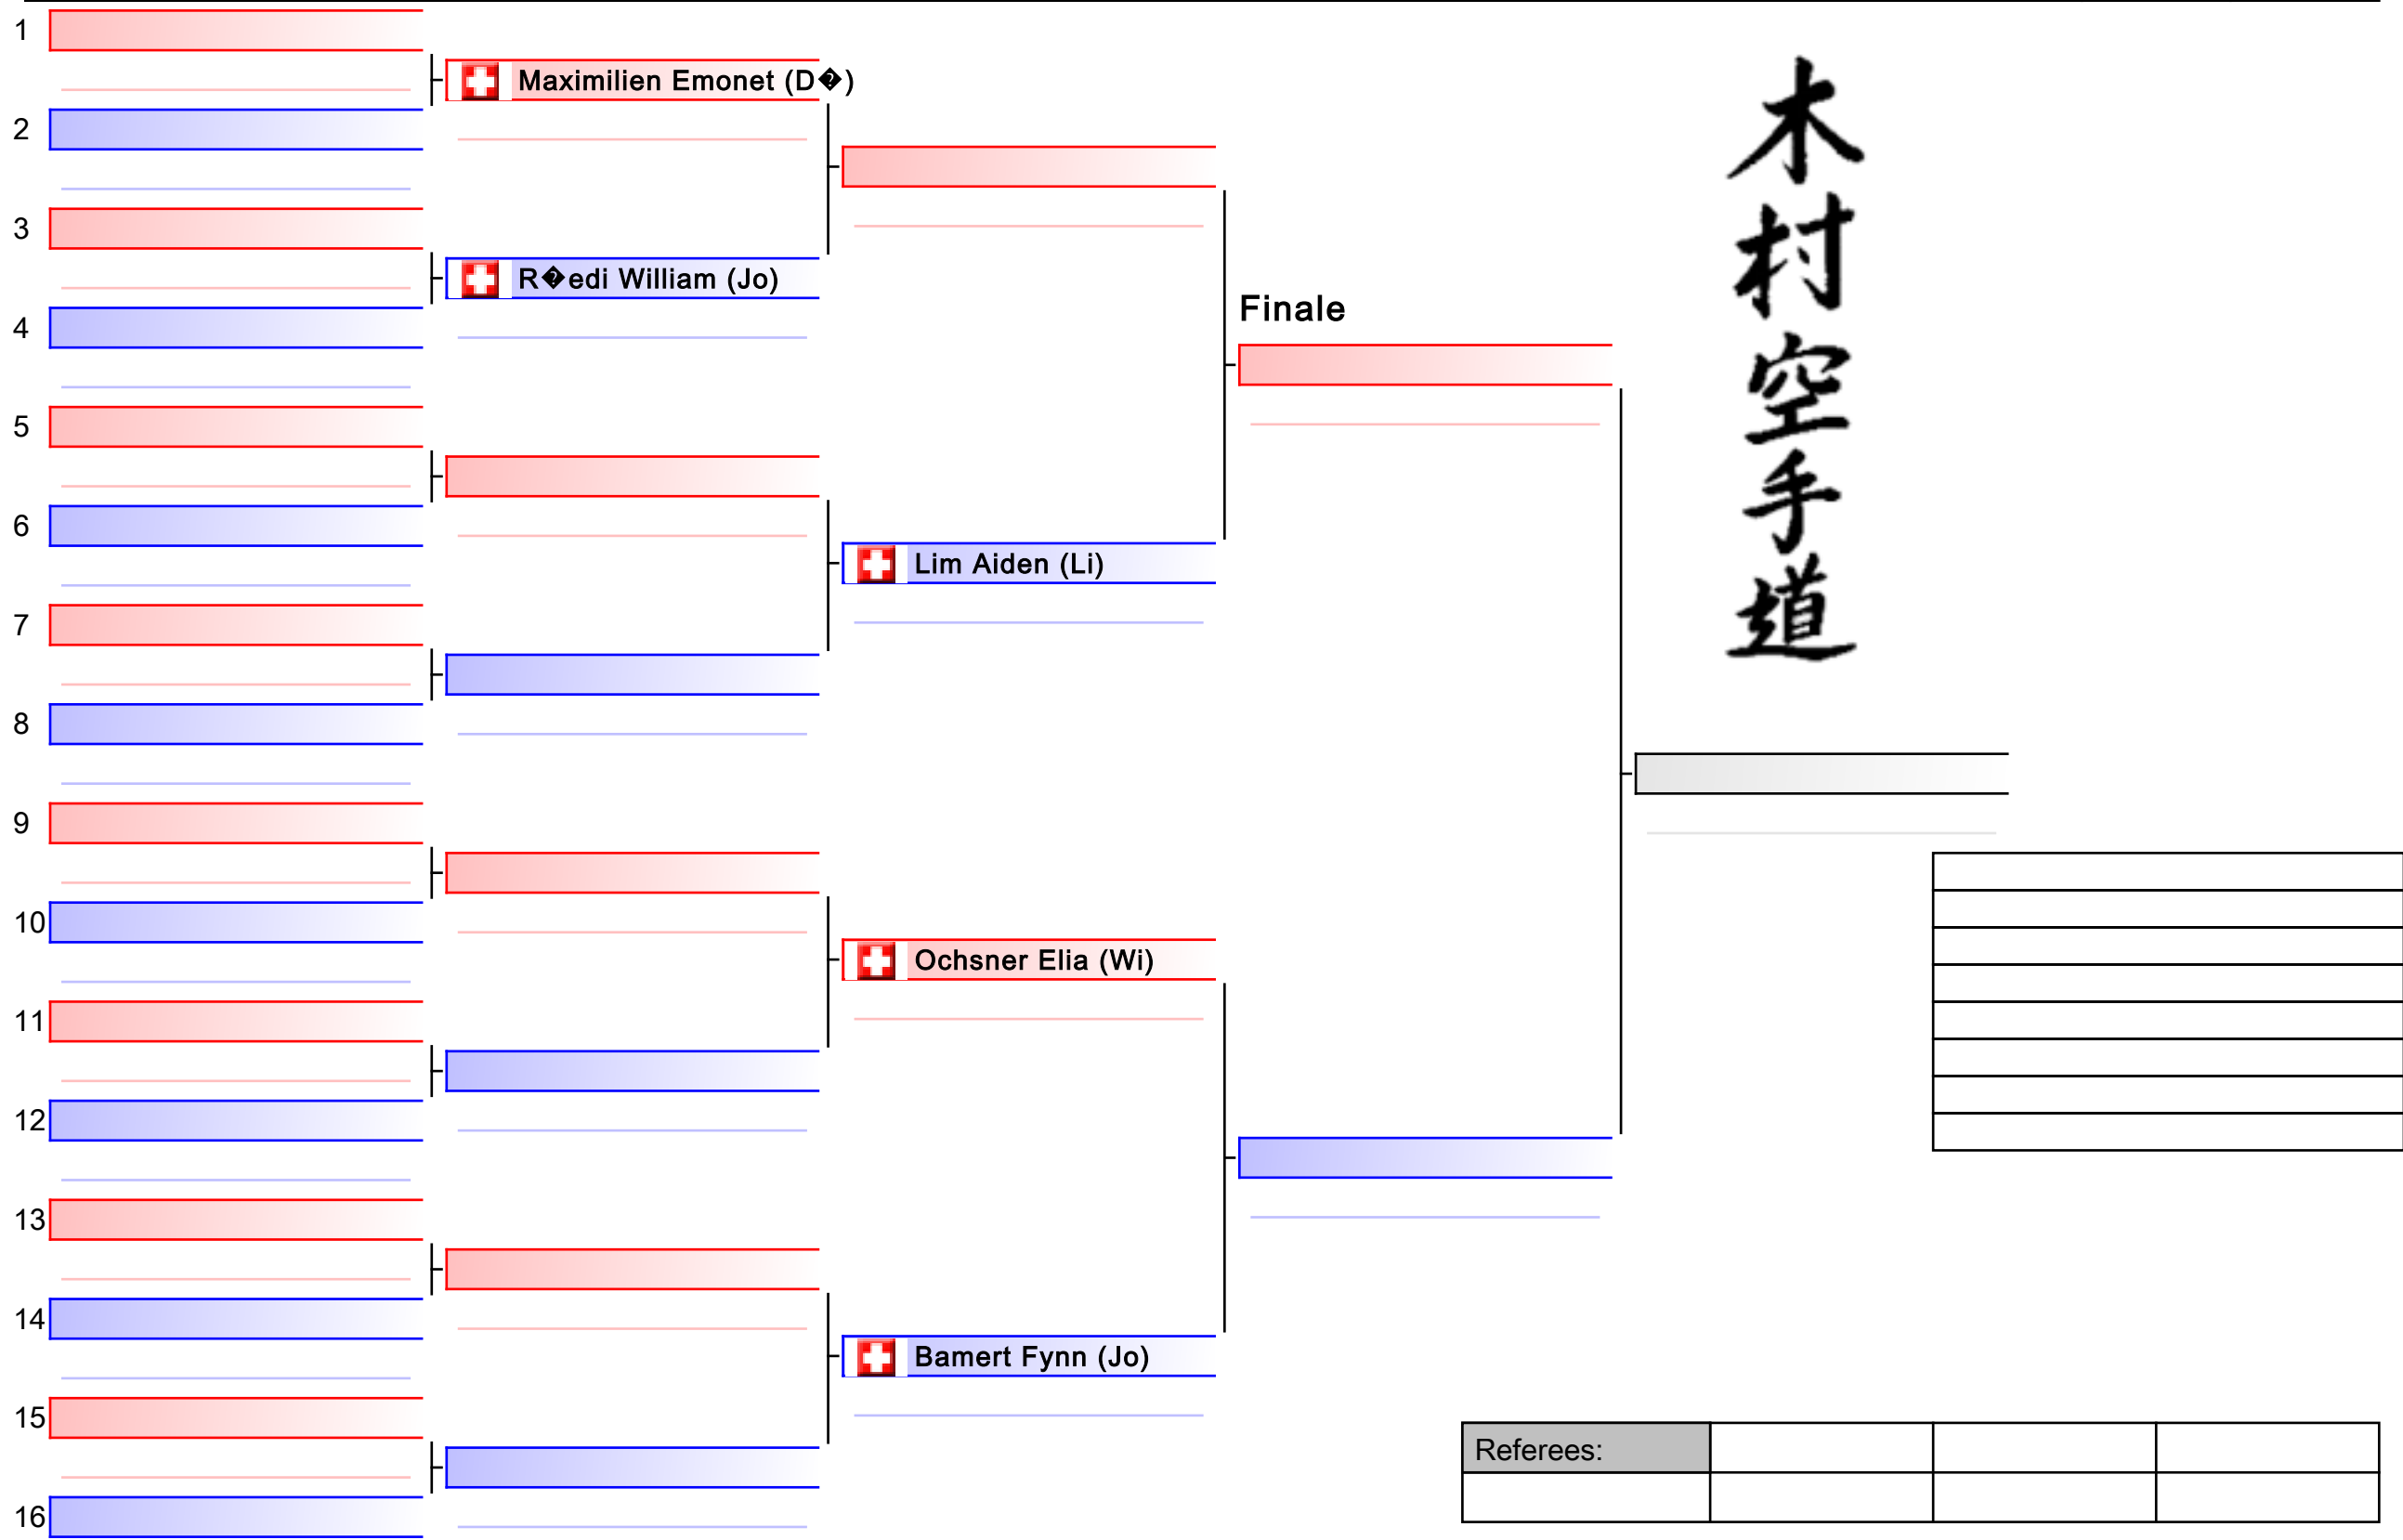 1
Maximilien Emonet (D�)
2
3
R�edi William (Jo)
4
Finale
5
6
Lim Aiden (Li)
7
8
9
10
Ochsner Elia (Wi)
11
12
13
14
Bamert Fynn (Jo)
15
16
Referees:
木村空手道